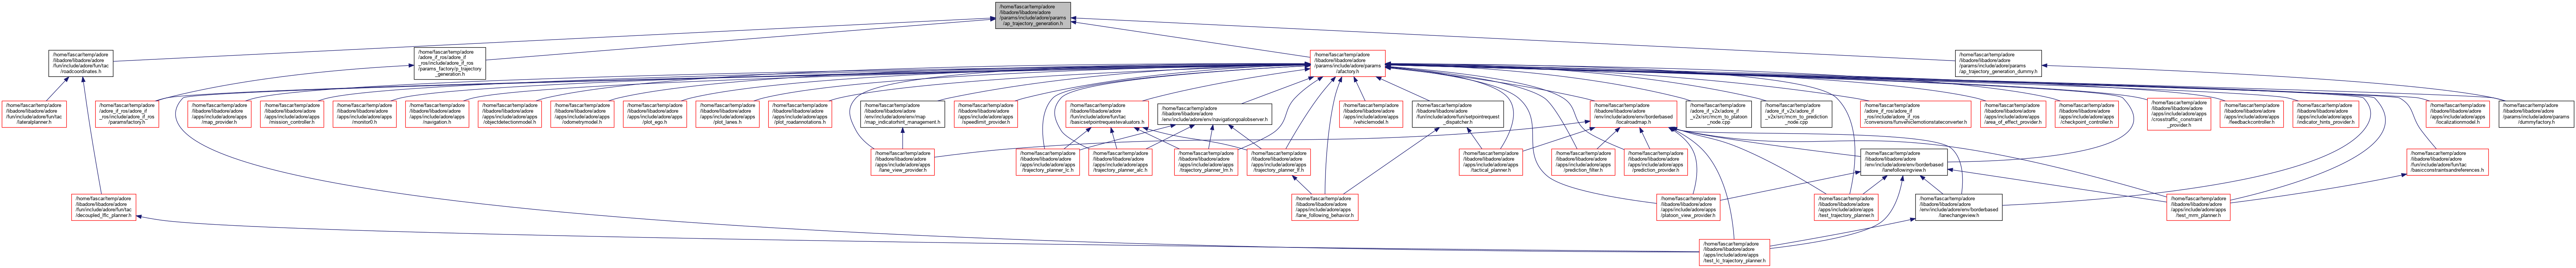 /home/fascar/temp/adore
/libadore/libadore/adore
/params/include/adore/params
/ap_trajectory_generation.h
/home/fascar/temp/adore
/libadore/libadore/adore
/fun/include/adore/fun/tac
/roadcoordinates.h
/home/fascar/temp/adore
/adore_if_ros/adore_if
_ros/include/adore_if_ros
/params_factory/p_trajectory
_generation.h
/home/fascar/temp/adore
/libadore/libadore/adore
/params/include/adore/params
/afactory.h
/home/fascar/temp/adore
/libadore/libadore/adore
/params/include/adore/params
/ap_trajectory_generation_dummy.h
/home/fascar/temp/adore
/libadore/libadore/adore
/fun/include/adore/fun/tac
/lateralplanner.h
/home/fascar/temp/adore
/adore_if_ros/adore_if
_ros/include/adore_if_ros
/paramsfactory.h
/home/fascar/temp/adore
/libadore/libadore/adore
/apps/include/adore/apps
/map_provider.h
/home/fascar/temp/adore
/libadore/libadore/adore
/apps/include/adore/apps
/mission_controller.h
/home/fascar/temp/adore
/libadore/libadore/adore
/apps/include/adore/apps
/monitor0.h
/home/fascar/temp/adore
/libadore/libadore/adore
/apps/include/adore/apps
/navigation.h
/home/fascar/temp/adore
/libadore/libadore/adore
/apps/include/adore/apps
/objectdetectionmodel.h
/home/fascar/temp/adore
/libadore/libadore/adore
/apps/include/adore/apps
/odometrymodel.h
/home/fascar/temp/adore
/libadore/libadore/adore
/apps/include/adore/apps
/plot_ego.h
/home/fascar/temp/adore
/libadore/libadore/adore
/apps/include/adore/apps
/plot_lanes.h
/home/fascar/temp/adore
/libadore/libadore/adore
/apps/include/adore/apps
/plot_roadannotations.h
/home/fascar/temp/adore
/libadore/libadore/adore
/env/include/adore/env/map
/map_indicatorhint_management.h
/home/fascar/temp/adore
/libadore/libadore/adore
/apps/include/adore/apps
/speedlimit_provider.h
/home/fascar/temp/adore
/libadore/libadore/adore
/fun/include/adore/fun/tac
/basicsetpointrequestevaluators.h
/home/fascar/temp/adore
/libadore/libadore/adore
/env/include/adore/env/navigationgoalobserver.h
/home/fascar/temp/adore
/libadore/libadore/adore
/apps/include/adore/apps
/vehiclemodel.h
/home/fascar/temp/adore
/libadore/libadore/adore
/fun/include/adore/fun/setpointrequest
_dispatcher.h
/home/fascar/temp/adore
/libadore/libadore/adore
/env/include/adore/env/borderbased
/localroadmap.h
/home/fascar/temp/adore
/adore_if_v2x/adore_if
_v2x/src/mcm_to_platoon
_node.cpp
/home/fascar/temp/adore
/adore_if_v2x/adore_if
_v2x/src/mcm_to_prediction
_node.cpp
/home/fascar/temp/adore
/adore_if_ros/adore_if
_ros/include/adore_if_ros
/conversions/funvehiclemotionstateconverter.h
/home/fascar/temp/adore
/libadore/libadore/adore
/apps/include/adore/apps
/area_of_effect_provider.h
/home/fascar/temp/adore
/libadore/libadore/adore
/apps/include/adore/apps
/checkpoint_controller.h
/home/fascar/temp/adore
/libadore/libadore/adore
/apps/include/adore/apps
/crosstraffic_constraint
_provider.h
/home/fascar/temp/adore
/libadore/libadore/adore
/apps/include/adore/apps
/feedbackcontroller.h
/home/fascar/temp/adore
/libadore/libadore/adore
/apps/include/adore/apps
/indicator_hints_provider.h
/home/fascar/temp/adore
/libadore/libadore/adore
/apps/include/adore/apps
/localizationmodel.h
/home/fascar/temp/adore
/libadore/libadore/adore
/params/include/adore/params
/dummyfactory.h
/home/fascar/temp/adore
/libadore/libadore/adore
/apps/include/adore/apps
/lane_view_provider.h
/home/fascar/temp/adore
/libadore/libadore/adore
/apps/include/adore/apps
/trajectory_planner_lc.h
/home/fascar/temp/adore
/libadore/libadore/adore
/apps/include/adore/apps
/trajectory_planner_alc.h
/home/fascar/temp/adore
/libadore/libadore/adore
/apps/include/adore/apps
/trajectory_planner_lm.h
/home/fascar/temp/adore
/libadore/libadore/adore
/apps/include/adore/apps
/trajectory_planner_lf.h
/home/fascar/temp/adore
/libadore/libadore/adore
/apps/include/adore/apps
/tactical_planner.h
/home/fascar/temp/adore
/libadore/libadore/adore
/apps/include/adore/apps
/prediction_filter.h
/home/fascar/temp/adore
/libadore/libadore/adore
/apps/include/adore/apps
/prediction_provider.h
/home/fascar/temp/adore
/libadore/libadore/adore
/env/include/adore/env/borderbased
/lanefollowingview.h
/home/fascar/temp/adore
/libadore/libadore/adore
/fun/include/adore/fun/tac
/basicconstraintsandreferences.h
/home/fascar/temp/adore
/libadore/libadore/adore
/fun/include/adore/fun/tac
/decoupled_lflc_planner.h
/home/fascar/temp/adore
/libadore/libadore/adore
/apps/include/adore/apps
/lane_following_behavior.h
/home/fascar/temp/adore
/libadore/libadore/adore
/apps/include/adore/apps
/platoon_view_provider.h
/home/fascar/temp/adore
/libadore/libadore/adore
/apps/include/adore/apps
/test_trajectory_planner.h
/home/fascar/temp/adore
/libadore/libadore/adore
/env/include/adore/env/borderbased
/lanechangeview.h
/home/fascar/temp/adore
/libadore/libadore/adore
/apps/include/adore/apps
/test_mrm_planner.h
/home/fascar/temp/adore
/libadore/libadore/adore
/apps/include/adore/apps
/test_lc_trajectory_planner.h